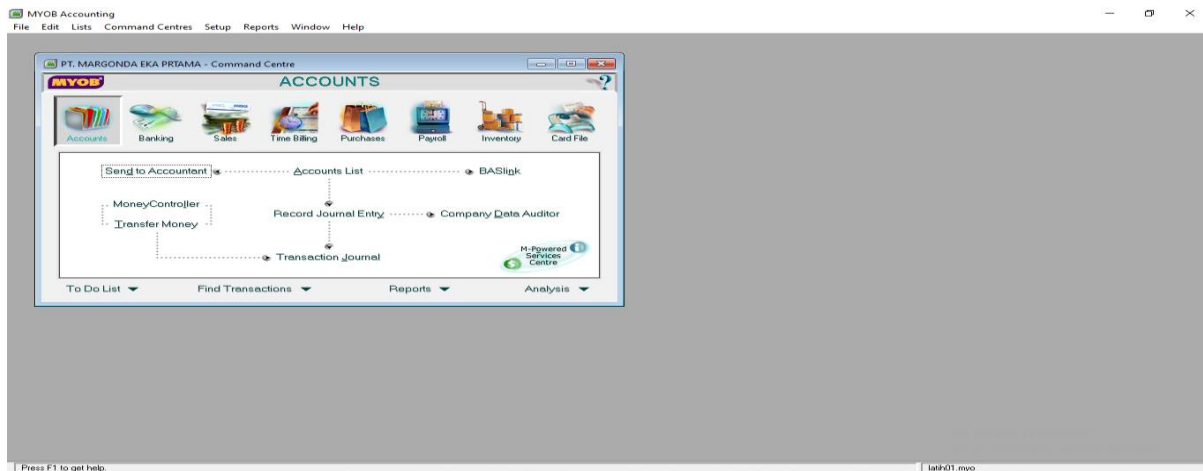 MYOB Accounting
File Edit Lists Command Centres Setup Reports Window Help
PT. MARGONDA EKA PRTAMA - Command Centre
MYOB ACCOUNTS
Accounts Banking Sales Time Billing Purchases Payroll Inventory Card File
Send to Accountant Accounts List BASlink
MoneyController
Record Journal Entry Company Data Auditor
Transfer Money
M-Powered
Services
Centre
Transaction Journal
To Do List Find Transactions Reports Analysis
Press F1 to get help. latih01.myo